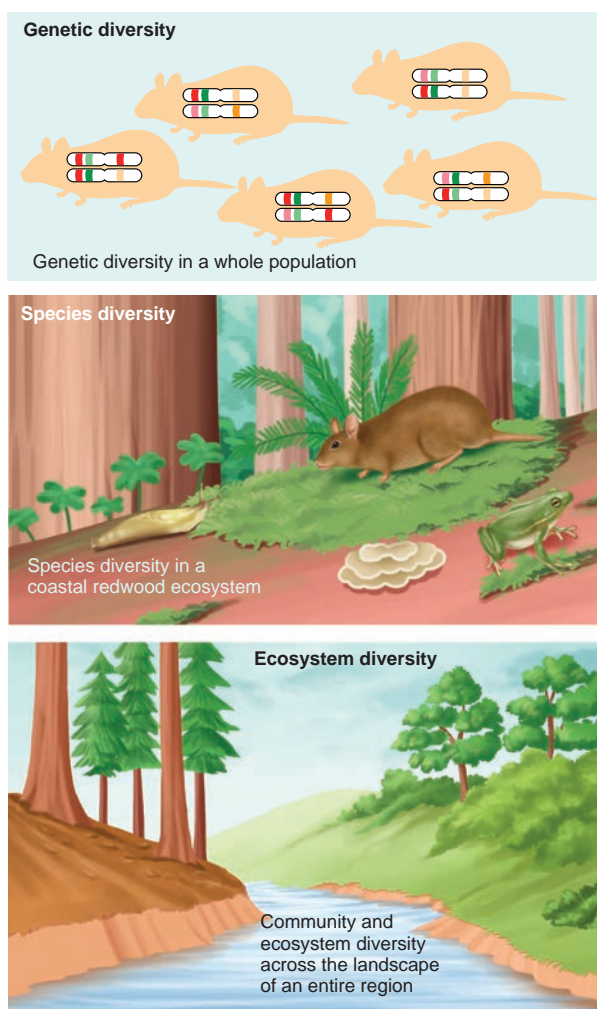 Genetic diversity
Genetic diversity in a whole population
Species diversity
Species diversity in a
coastal redwood ecosystem
Ecosystem diversity
Community and
ecosystem diversity
across the landscape
of an entire region